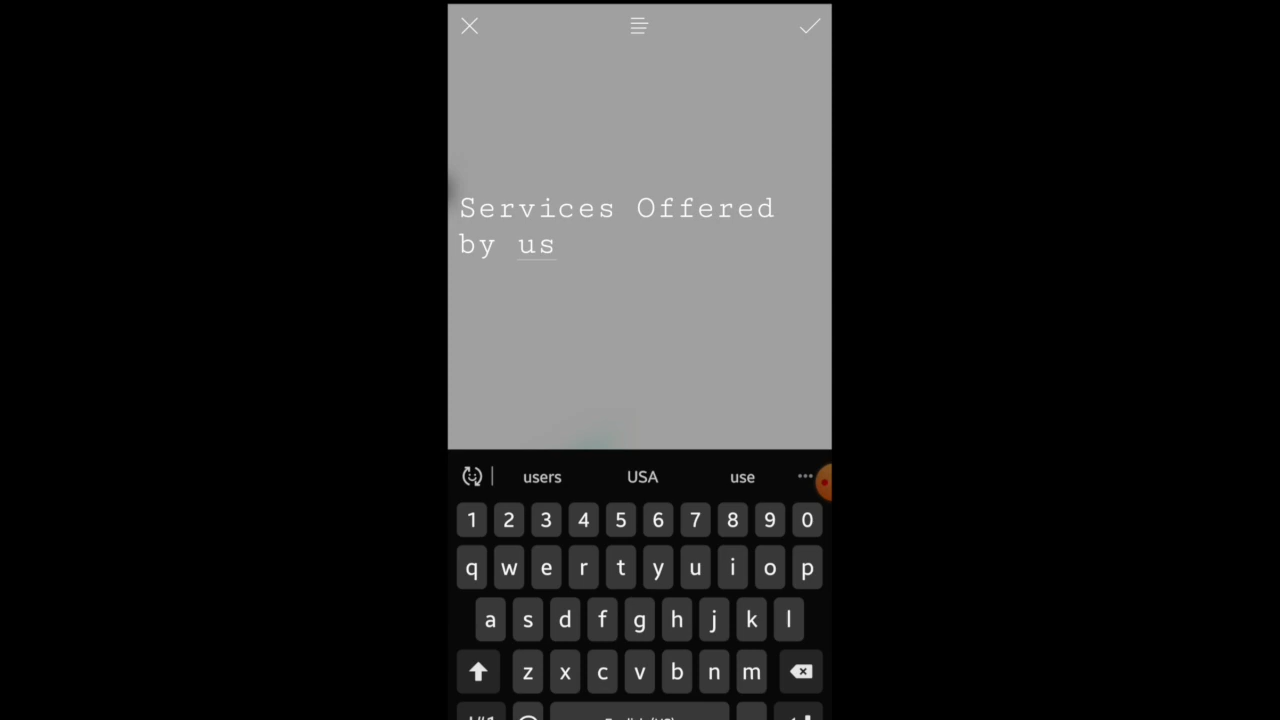 Services Offered
by us
users USA use
1 2 3 4 5 6 7 8 9 0
q w e r t y u i o p
a s d f g h j k l
z x c v b n m